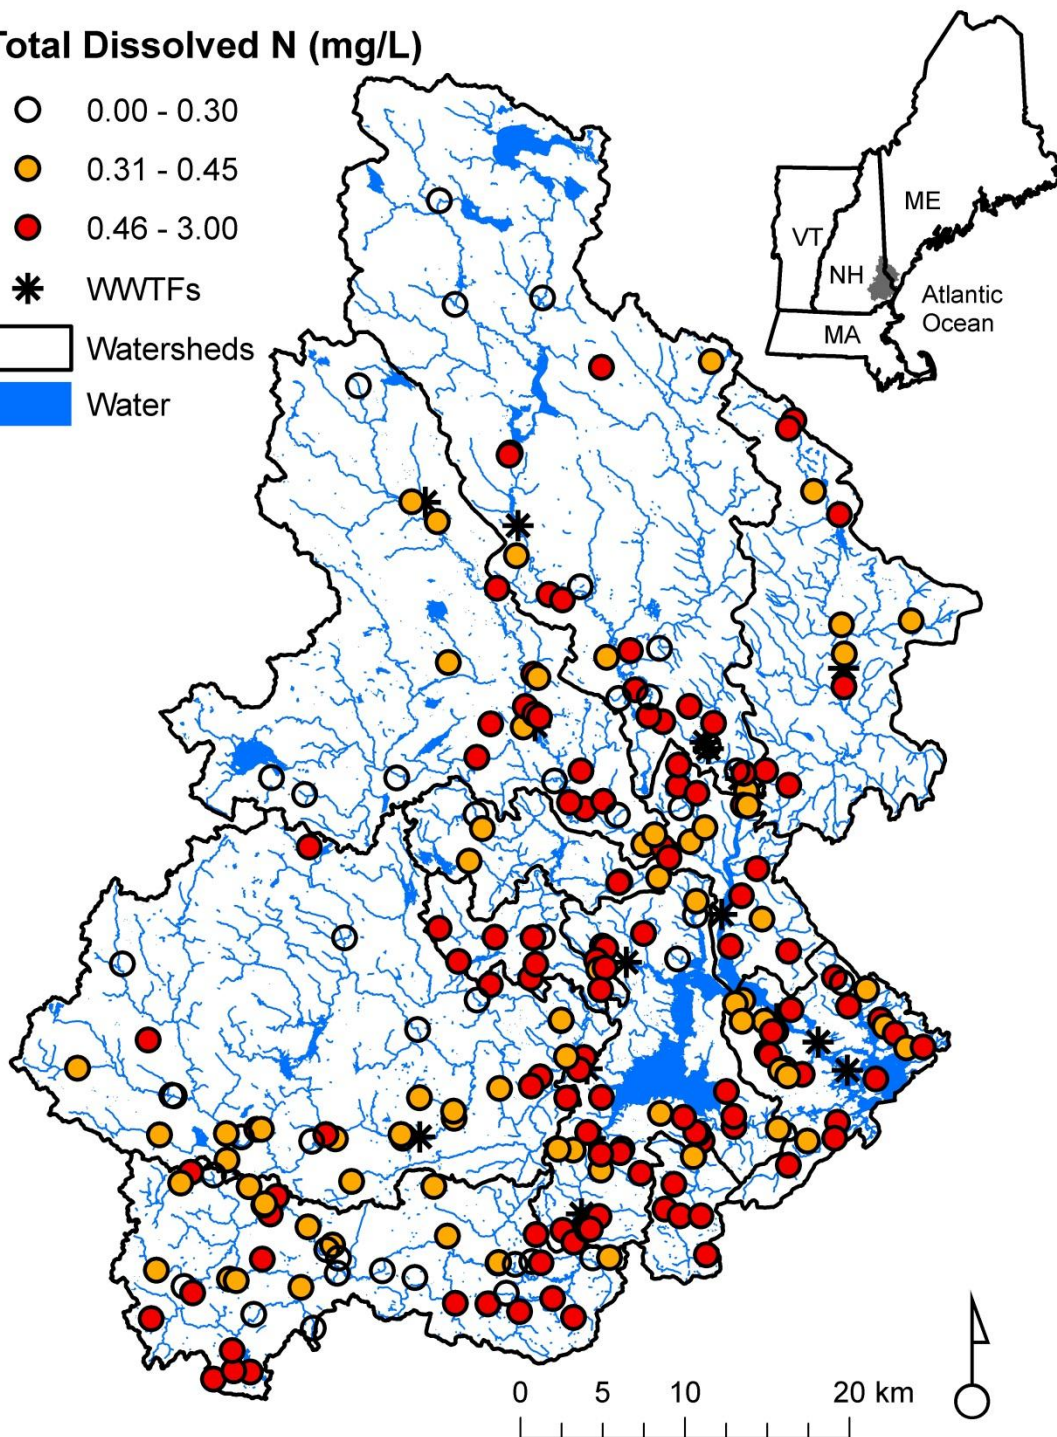 Total Dissolved N (mg/L)
0.00 - 0.30
0.31 - 0.45
0.46 - 3.00
WWTFs
Watersheds
Water
ME
VT
NH
Atlantic
Ocean
MA
0 5 10 20 km